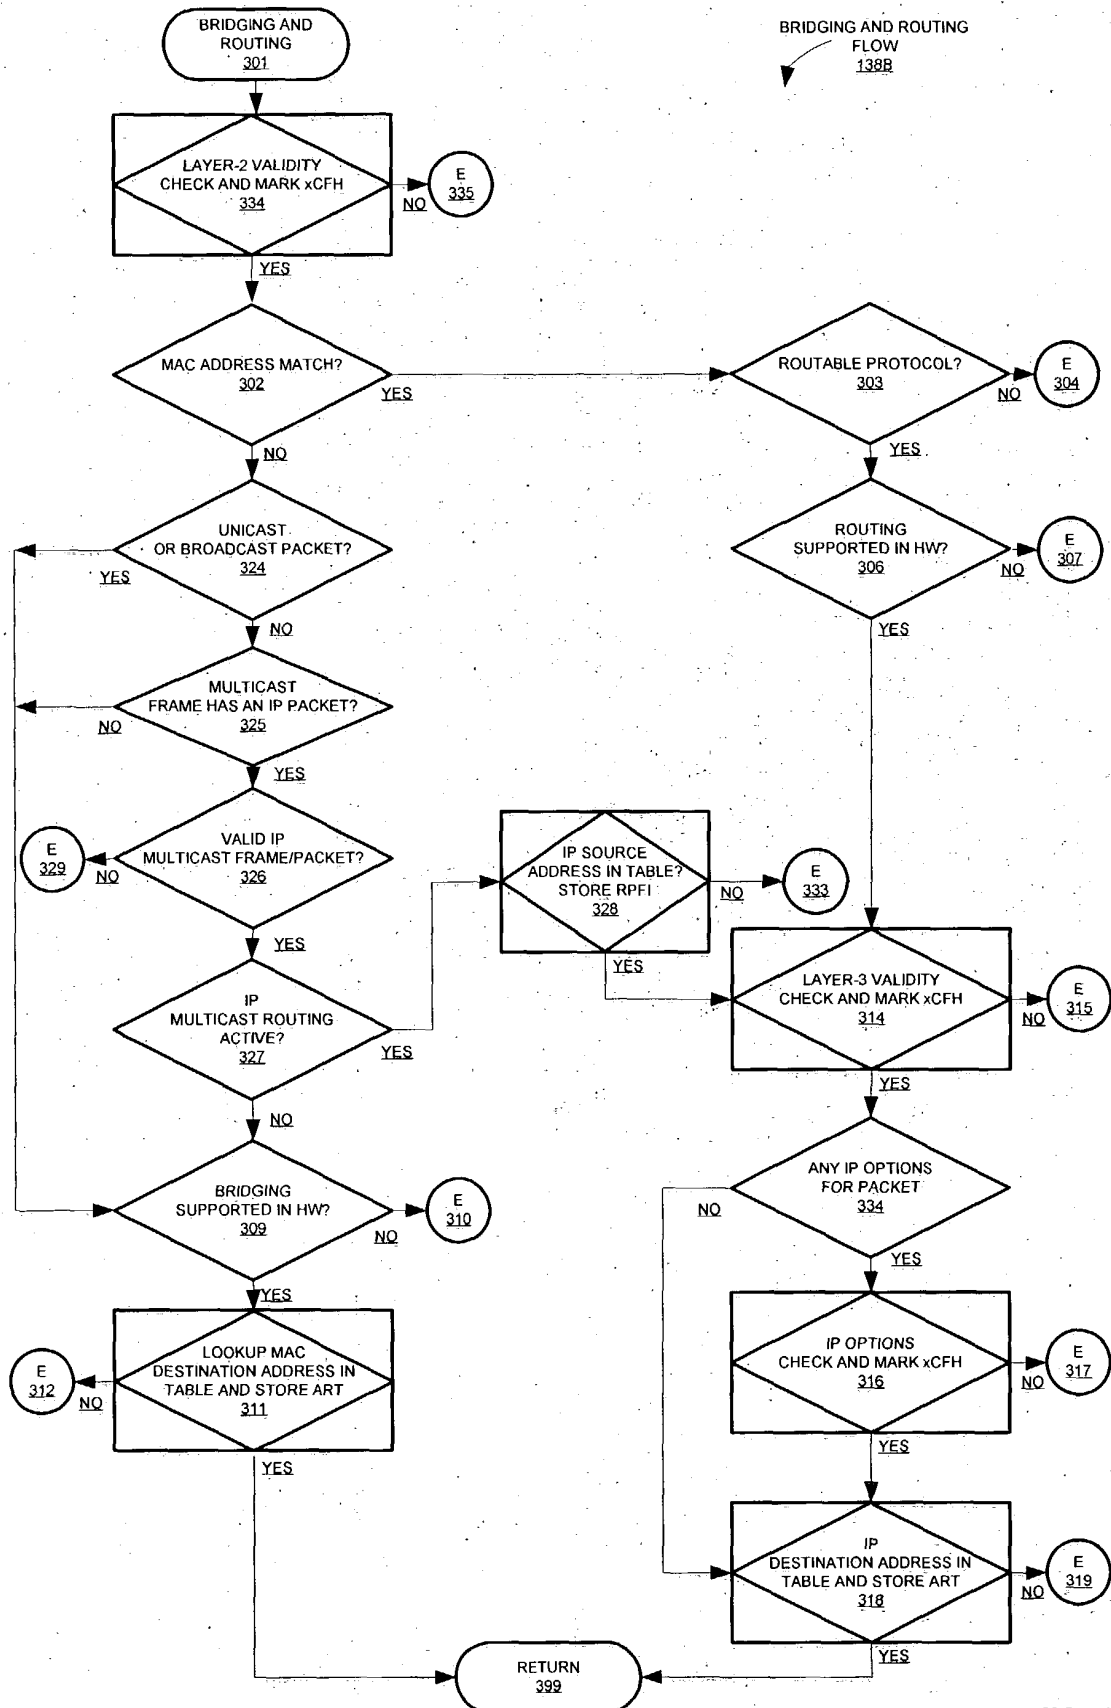 BRIDGING AND
ROUTING
301
BRIDGING AND ROUTING
FLOW
138B
LAYER-2 VALIDITY
CHECK AND MARK xCFH
334
NO
E
335
YES
MAC ADDRESS MATCH?
302
YES
NO
ROUTABLE PROTOCOL?
303
NO
E
304
YES
UNICAST
OR BROADCAST PACKET?
324
YES
NO
ROUTING
SUPPORTED IN HW?
306
NO
E
307
YES
MULTICAST
FRAME HAS AN IP PACKET?
325
NO
YES
VALID IP
MULTICAST FRAME/PACKET?
326
NO
E
329
YES
IP SOURCE
ADDRESS IN TABLE?
STORE RPFI
328
NO
E
333
YES
IP
MULTICAST ROUTING
ACTIVE?
327
YES
NO
LAYER-3 VALIDITY
CHECK AND MARK xCFH
314
NO
E
315
YES
BRIDGING
SUPPORTED IN HW?
309
NO
E
310
YES
ANY IP OPTIONS
FOR PACKET
334
NO
YES
LOOKUP MAC
DESTINATION ADDRESS IN
TABLE AND STORE ART
311
NO
E
312
YES
IP OPTIONS
CHECK AND MARK xCFH
316
NO
E
317
YES
IP
DESTINATION ADDRESS IN
TABLE AND STORE ART
318
NO
E
319
YES
RETURN
399